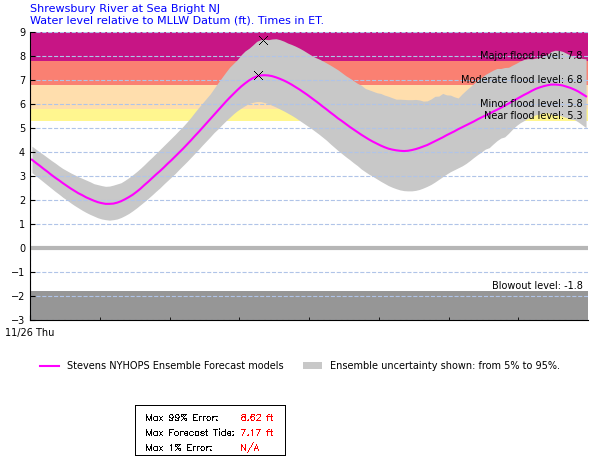 Shrewsbury River at Sea Bright NJ
Water level relative to MLLW Datum (ft). Times in ET.
9
8
7
6
5
4
3
2
1
0
−1
−2
−3
Major flood level: 7.8
Moderate flood level: 6.8
Minor flood level: 5.8
Near flood level: 5.3
Blowout level: -1.8
11/26 Thu
Stevens NYHOPS Ensemble Forecast models
Ensemble uncertainty shown: from 5% to 95%.
Max 99% Error: 8.62 ft
Max Forecast Tide: 7.17 ft
Max 1% Error: N/A